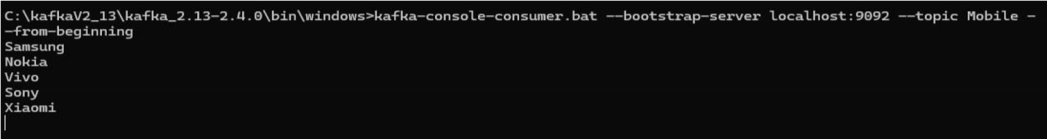 C:\kafkaV2_13\kafka_2.13-2.4.0\bin\windows>kafka-console-consumer.bat --bootstrap-server localhost:9092 --topic Mobile -
-from-beginning
Samsung
Nokia
Vivo
Sony
Xiaomi